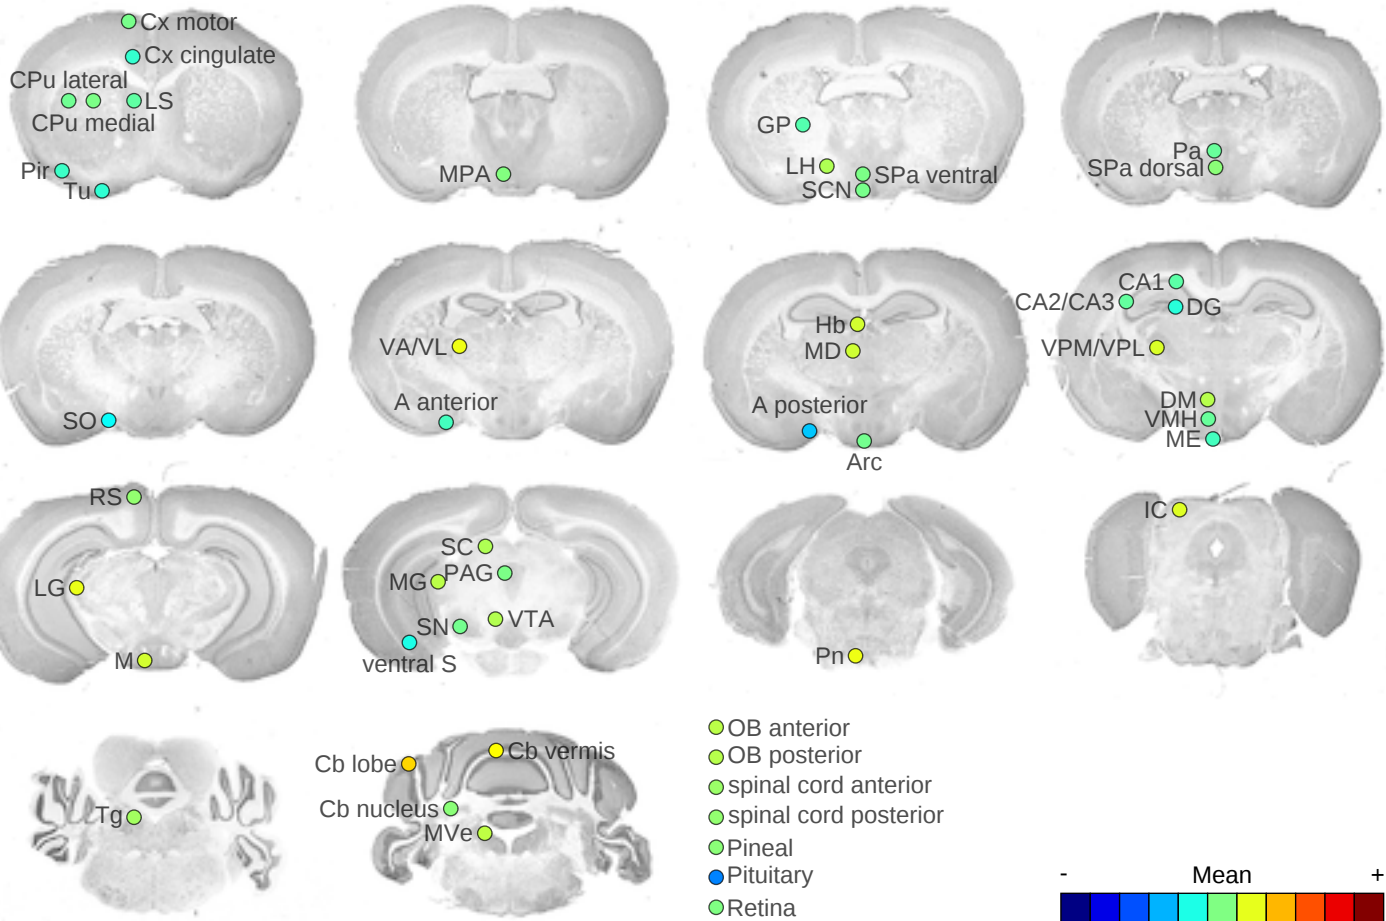 Cx motor
Cx cingulate
CPu lateral
LS
CPu medial
Pir
Tu
MPA
GP
LH
SPa ventral
SCN
Pa
SPa dorsal
SO
VA/VL
A anterior
Hb
MD
A posterior
Arc
CA1
CA2/CA3
DG
VPM/VPL
DM
VMH
ME
RS
LG
M
SC
PAG
MG
VTA
SN
ventral S
Pn
IC
Tg
Cb lobe
Cb vermis
Cb nucleus
MVe
OB anterior
OB posterior
spinal cord anterior
spinal cord posterior
Pineal
Pituitary
Retina
- Mean +